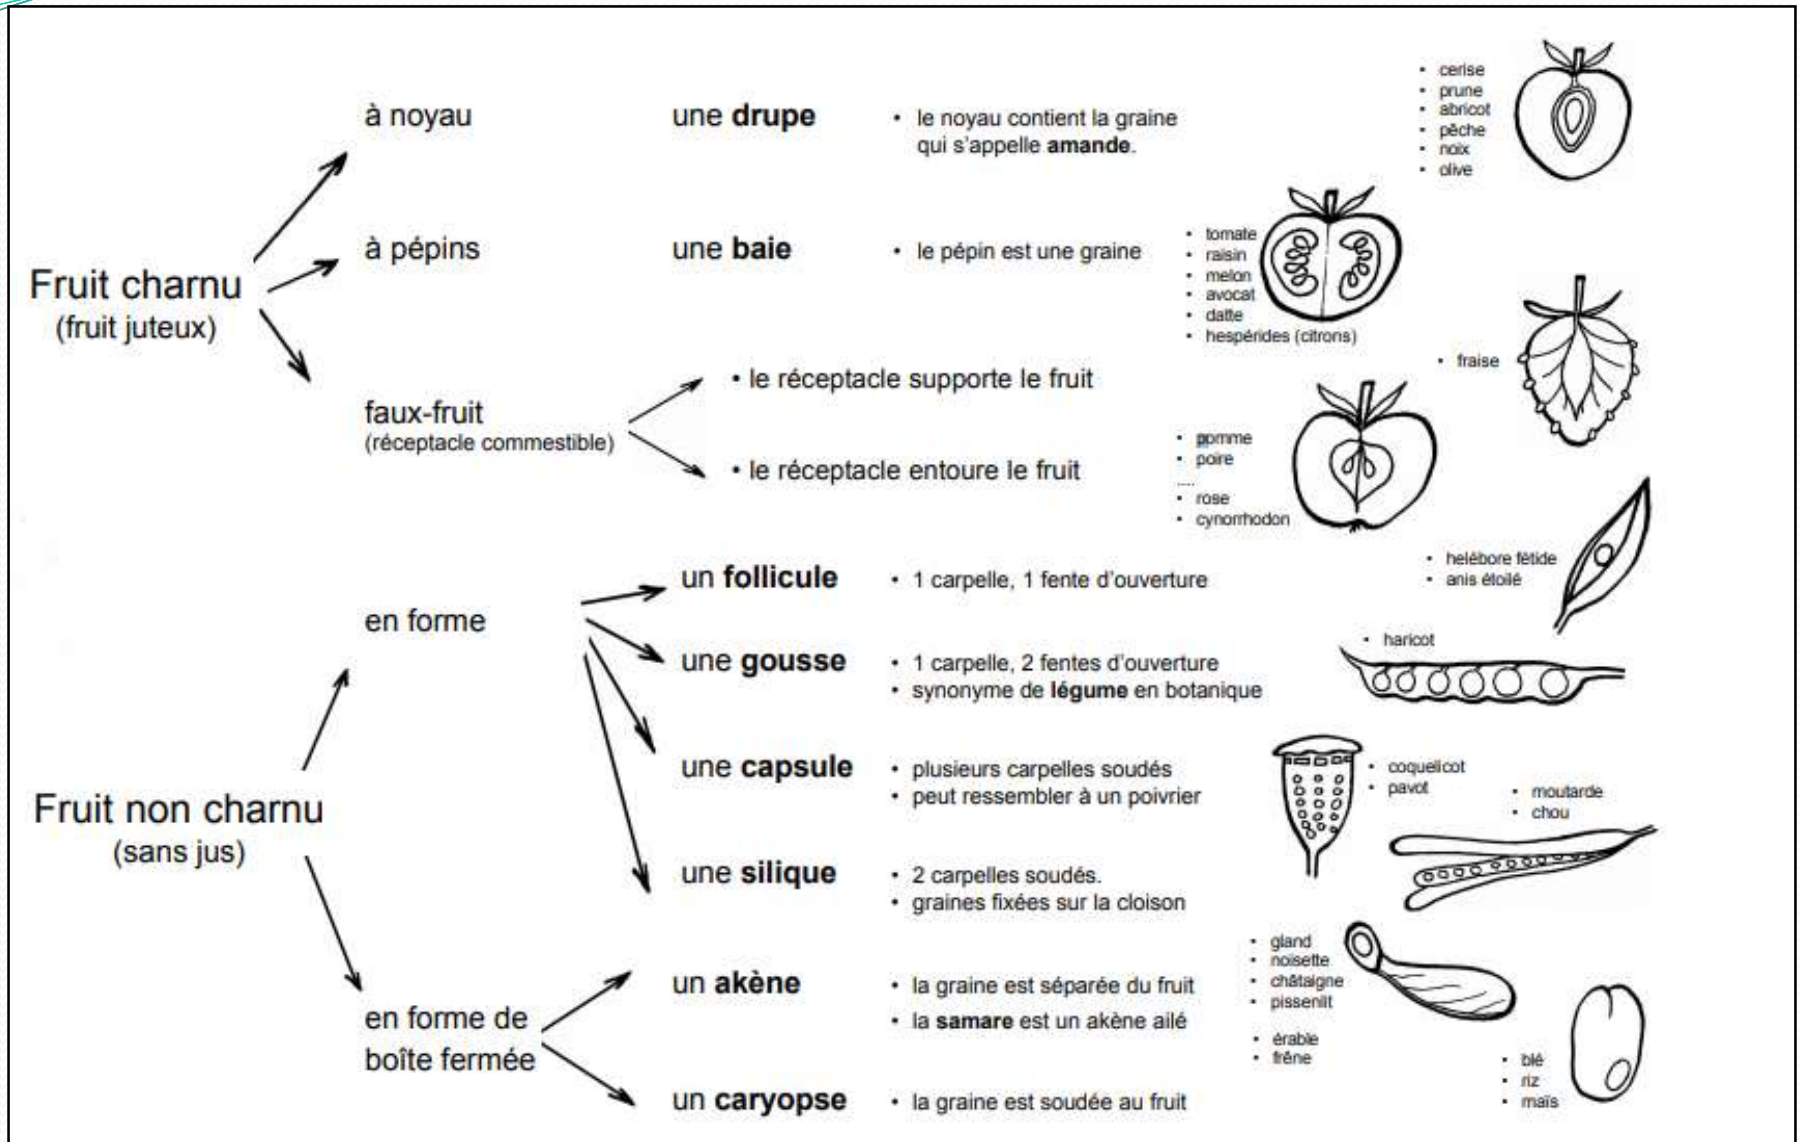 Fruit charnu
(fruit juteux)
à noyau
une drupe
• le noyau contient la graine
qui s'appelle amande.
• cerise
• prune
• abricot
• pêche
• noix
• olive
à pépins
une baie
• le pépin est une graine
• tomate
• raisin
• melon
• avocat
• datte
• hespérides (citrons)
faux-fruit
(réceptacle commestible)
• le réceptacle supporte le fruit
• fraise
• le réceptacle entoure le fruit
• pomme
• poire
....
• rose
• cynorrhodon
Fruit non charnu
(sans jus)
en forme
un follicule
• 1 carpelle, 1 fente d'ouverture
• helébore fétide
• anis étoilé
une gousse
• 1 carpelle, 2 fentes d'ouverture
• synonyme de légume en botanique
• haricot
une capsule
• plusieurs carpelles soudés
• peut ressembler à un poivrier
• coquelicot
• pavot
une silique
• 2 carpelles soudés.
• graines fixées sur la cloison
• moutarde
• chou
en forme de
boîte fermée
un akène
• la graine est séparée du fruit
• la samare est un akène ailé
• gland
• noisette
• châtaigne
• pissenlit
• érable
• frêne
un caryopse
• la graine est soudée au fruit
• blé
• riz
• maïs